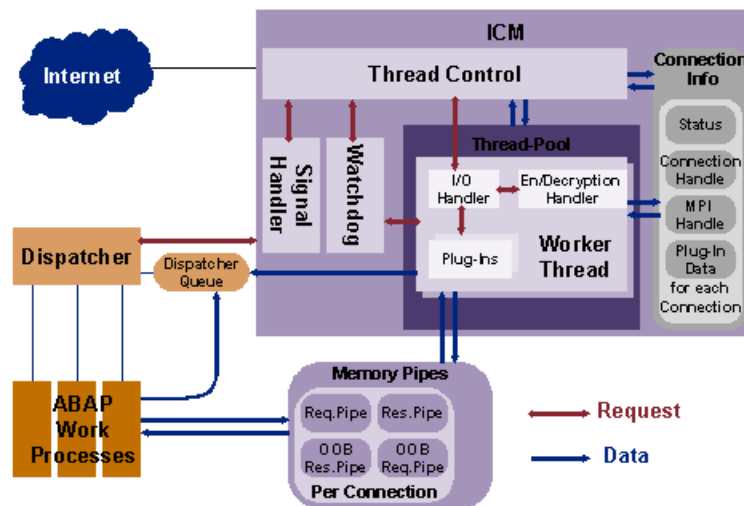 ICM
Internet
Thread Control
Connection
Info
Status
Connection
Handle
MPI
Handle
Plug-In
Data
for each
Connection
Signal
Handler
Watchdog
Thread-Pool
I/O
Handler
En/Decryption
Handler
Plug-Ins
Worker
Thread
Dispatcher
Dispatcher
Queue
ABAP
Work
Processes
Memory Pipes
Req.Pipe
Res.Pipe
OOB
Res.Pipe
OOB
Req.Pipe
Per Connection
Request
Data